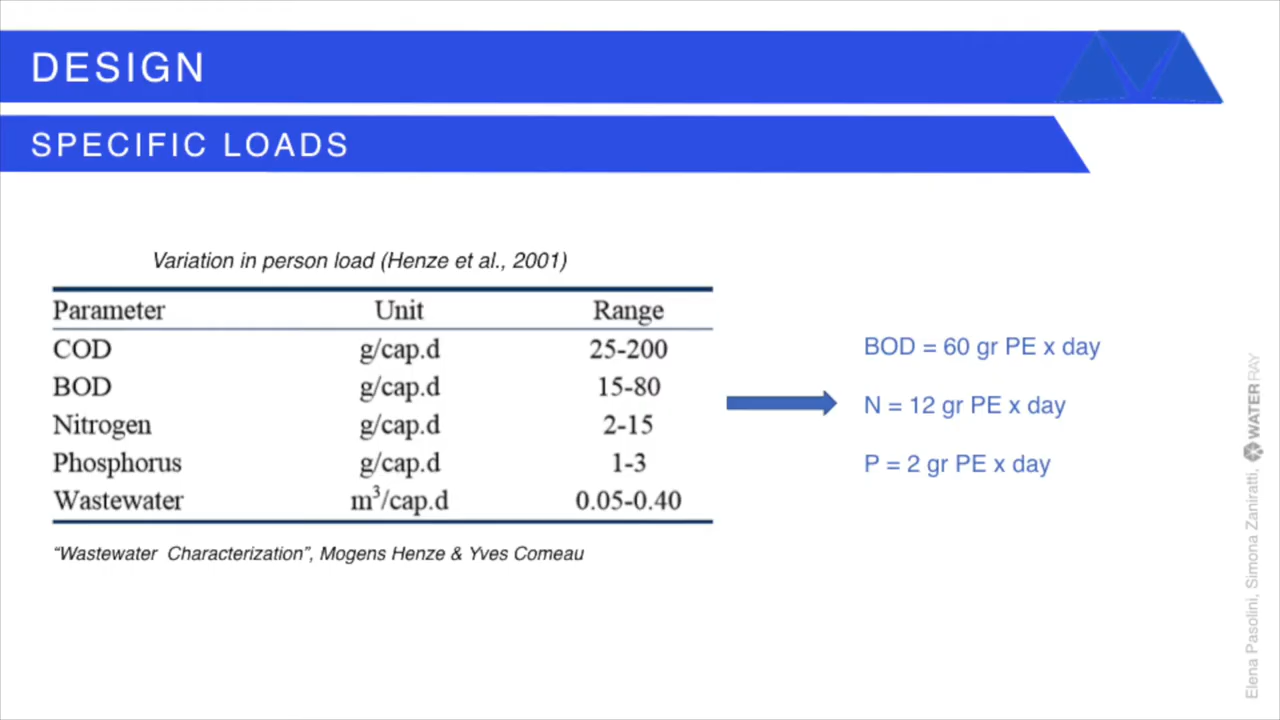 DESIGN
SPECIFIC LOADS
Variation in person load (Henze et al., 2001)
Parameter Unit Range
COD g/cap.d 25-200
BOD g/cap.d 15-80
Nitrogen g/cap.d 2-15
Phosphorus g/cap.d 1-3
Wastewater m³/cap.d 0.05-0.40
“Wastewater Characterization”, Mogens Henze & Yves Comeau
BOD = 60 gr PE x day
N = 12 gr PE x day
P = 2 gr PE x day
Elena Pasolini, Simona Zaniratti, WATER RAY